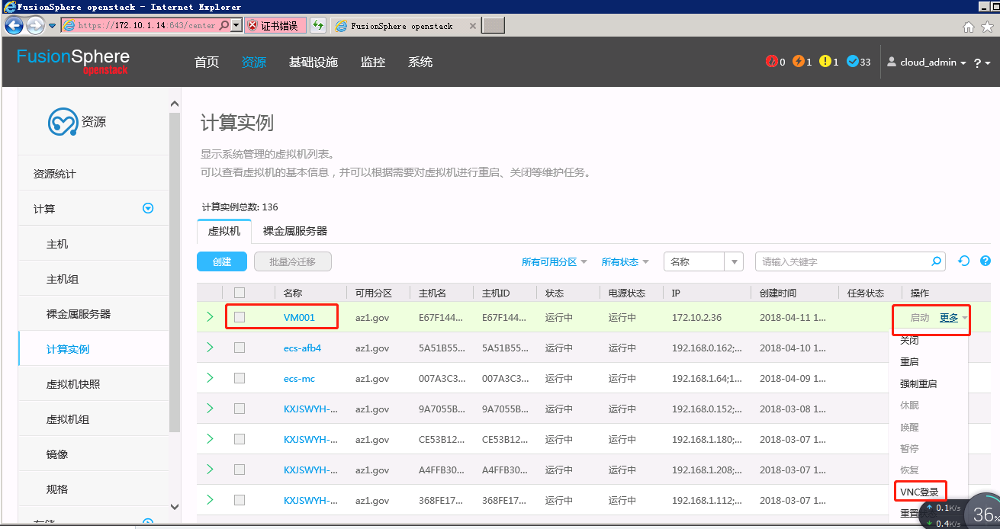 FusionSphere openstack - Internet Explorer
https://172.10.1.14:643/center 证书错误 FusionSphere openstack
FusionSphere openstack 首页 资源 基础设施 监控 系统 0 1 1 33 cloud_admin ?
资源
资源统计
计算
主机
主机组
裸金属服务器
计算实例
虚拟机快照
虚拟机组
镜像
规格
存储
计算实例
显示系统管理的虚拟机列表。
可以查看虚拟机的基本信息，并可以根据需要对虚拟机进行重启、关闭等维护任务。
计算实例总数: 136
虚拟机 裸金属服务器
创建 批量冷迁移 所有可用分区 所有状态 名称 请输入关键字
名称 可用分区 主机名 主机ID 状态 电源状态 IP 创建时间 任务状态 操作
VM001 az1.gov E67F144... E67F144... 运行中 运行中 172.10.2.36 2018-04-11 1... 启动 更多
ecs-afb4 az1.gov 5A51B55... 5A51B55... 运行中 运行中 192.168.0.162;... 2018-04-10 1...
ecs-mc az1.gov 007A3C3... 007A3C3... 运行中 运行中 192.168.1.64;1... 2018-04-09 1...
KXJSWYH-... az1.gov 9A7055B... 9A7055B... 运行中 运行中 192.168.0.152;... 2018-03-08 1...
KXJSWYH-... az1.gov CE53B12... CE53B12... 运行中 运行中 192.168.1.180;... 2018-03-07 1...
KXJSWYH-... az1.gov A4FFB30... A4FFB30... 运行中 运行中 192.168.1.208;... 2018-03-07 1...
KXJSWYH-... az1.gov 368FE17... 368FE17... 运行中 运行中 192.168.1.112;... 2018-03-07 1...
关闭
重启
强制重启
休眠
唤醒
暂停
恢复
VNC登录
重置状态
0.1K/s
0.4K/s
36%